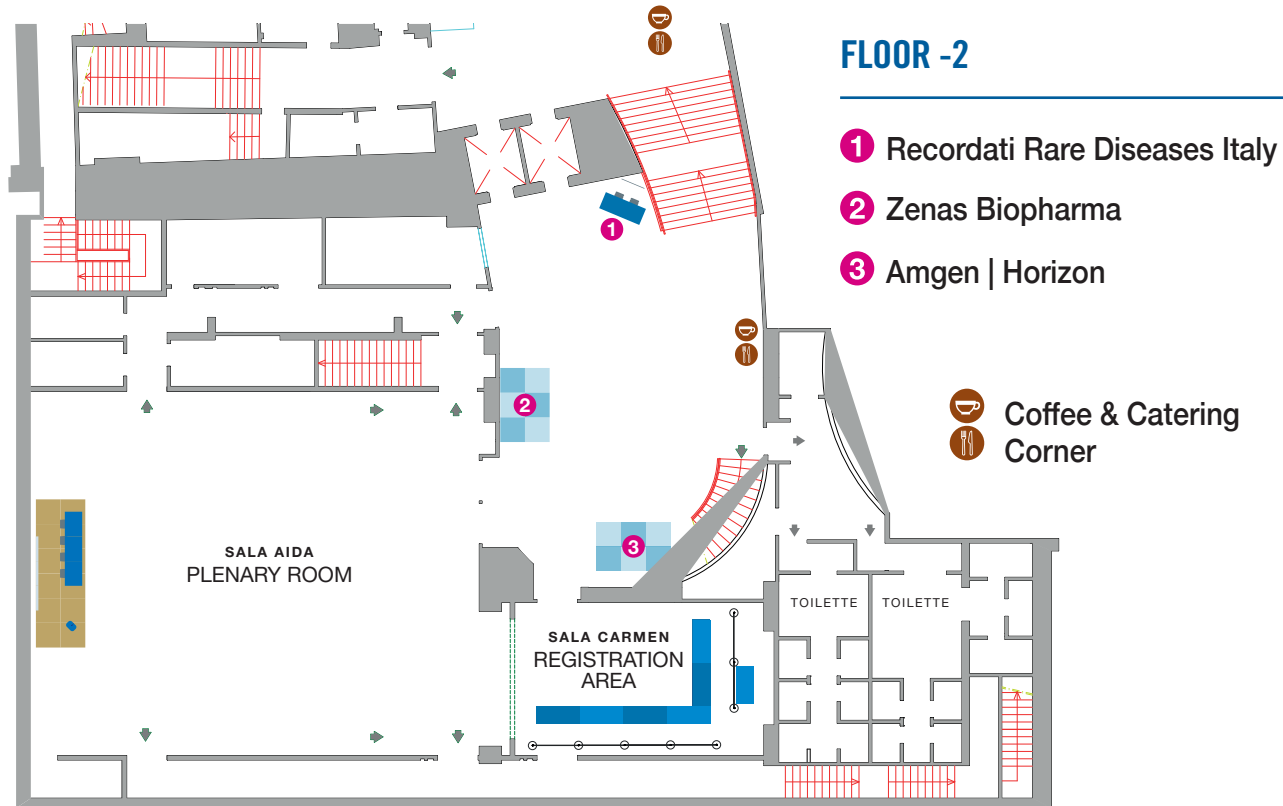 FLOOR -2
1 Recordati Rare Diseases Italy
2 Zenas Biopharma
3 Amgen | Horizon
Coffee & Catering
Corner
1
2
3
SALA AIDA
PLENARY ROOM
SALA CARMEN
REGISTRATION
AREA
TOILETTE
TOILETTE